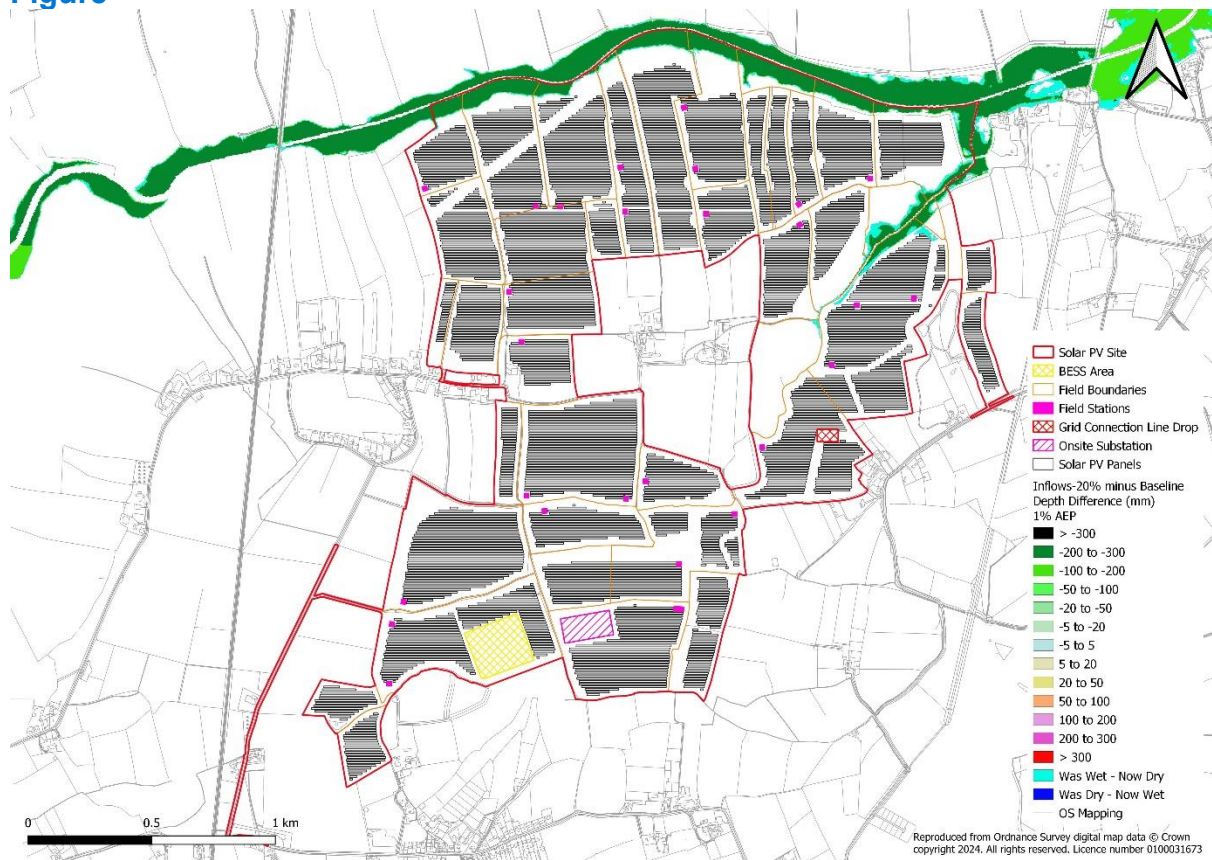 Figure
Solar PV Site
BESS Area
Field Boundaries
Field Stations
Grid Connection Line Drop
Onsite Substation
Solar PV Panels
Inflows-20% minus Baseline
Depth Difference (mm)
1% AEP
> -300
-200 to -300
-100 to -200
-50 to -100
-20 to -50
-5 to -20
-5 to 5
5 to 20
20 to 50
50 to 100
100 to 200
200 to 300
> 300
Was Wet - Now Dry
Was Dry - Now Wet
OS Mapping
0 0.5 1 km
Reproduced from Ordnance Survey digital map data © Crown
copyright 2024. All rights reserved. Licence number 0100031673